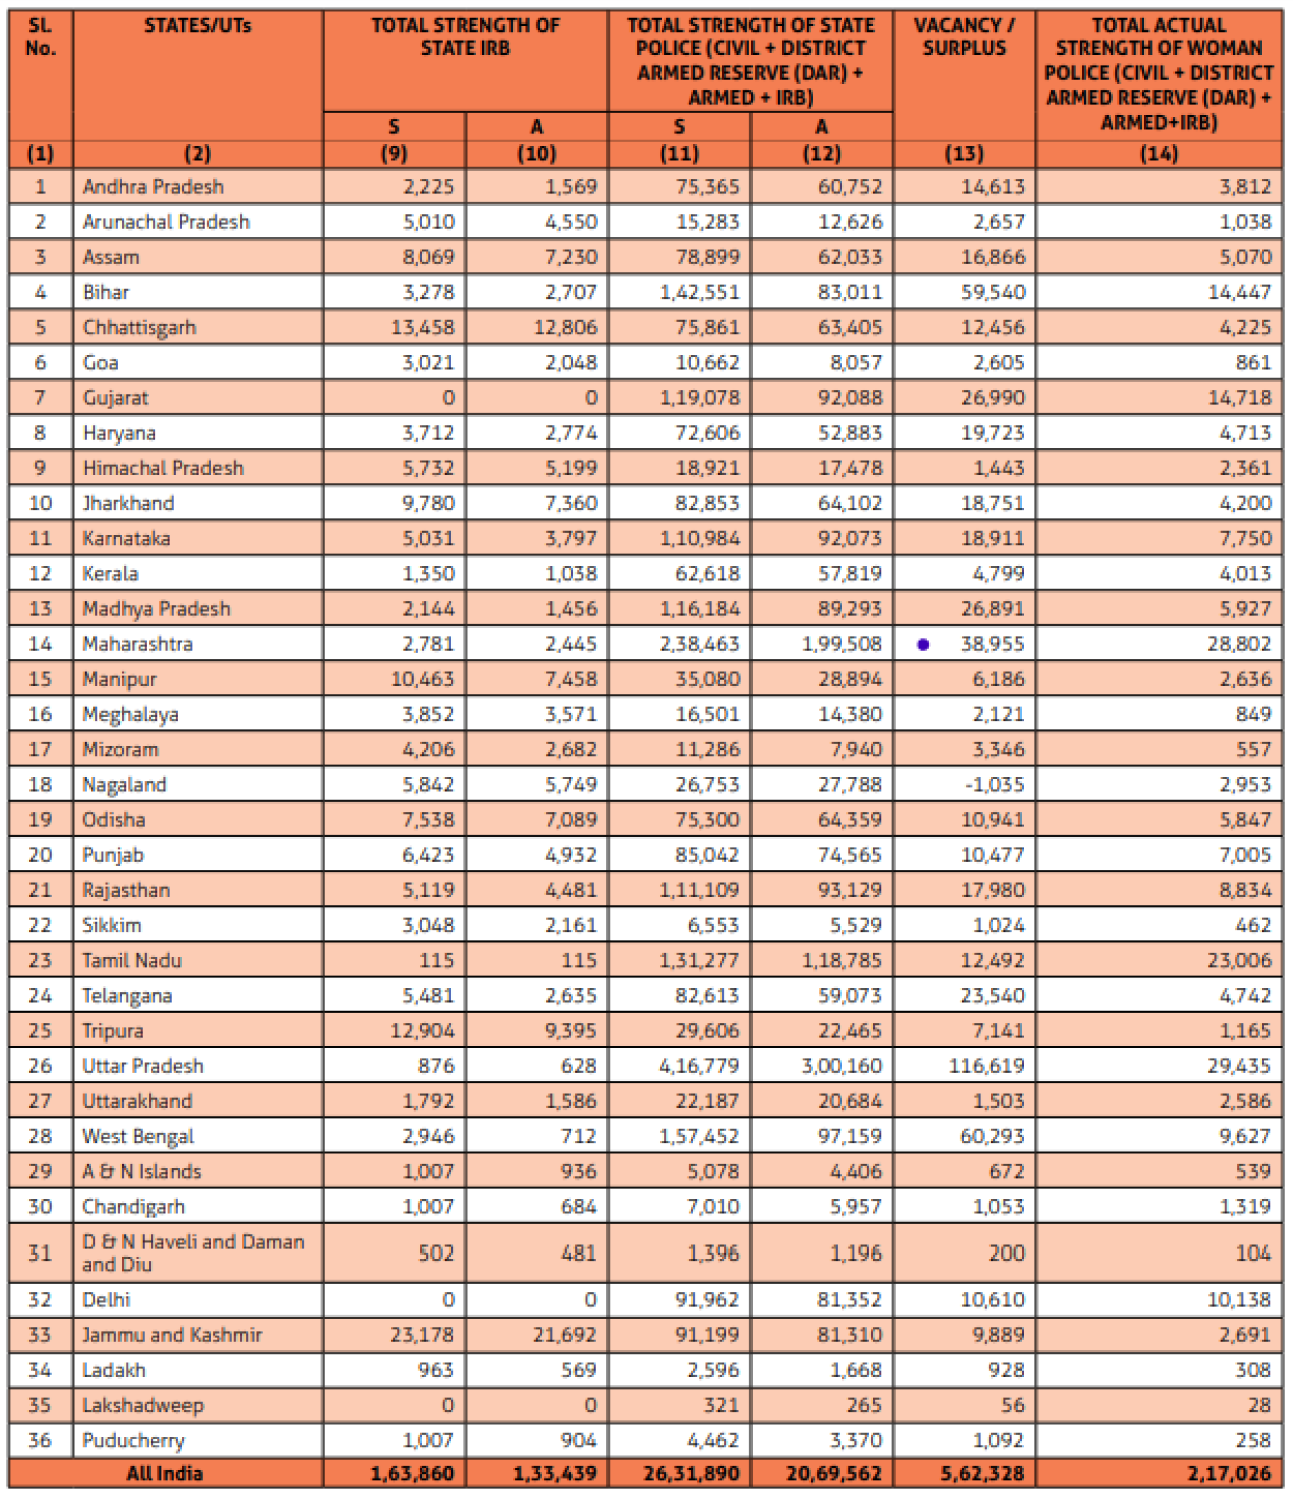 SL. No. STATES/UTs TOTAL STRENGTH OF STATE IRB TOTAL STRENGTH OF STATE POLICE (CIVIL + DISTRICT ARMED RESERVE (DAR) + ARMED + IRB) VACANCY / SURPLUS TOTAL ACTUAL STRENGTH OF WOMAN POLICE (CIVIL + DISTRICT ARMED RESERVE (DAR) + ARMED+IRB)
S A S A
(1) (2) (9) (10) (11) (12) (13) (14)
1 Andhra Pradesh 2,225 1,569 75,365 60,752 14,613 3,812
2 Arunachal Pradesh 5,010 4,550 15,283 12,626 2,657 1,038
3 Assam 8,069 7,230 78,899 62,033 16,866 5,070
4 Bihar 3,278 2,707 1,42,551 83,011 59,540 14,447
5 Chhattisgarh 13,458 12,806 75,861 63,405 12,456 4,225
6 Goa 3,021 2,048 10,662 8,057 2,605 861
7 Gujarat 0 0 1,19,078 92,088 26,990 14,718
8 Haryana 3,712 2,774 72,606 52,883 19,723 4,713
9 Himachal Pradesh 5,732 5,199 18,921 17,478 1,443 2,361
10 Jharkhand 9,780 7,360 82,853 64,102 18,751 4,200
11 Karnataka 5,031 3,797 1,10,984 92,073 18,911 7,750
12 Kerala 1,350 1,038 62,618 57,819 4,799 4,013
13 Madhya Pradesh 2,144 1,456 1,16,184 89,293 26,891 5,927
14 Maharashtra 2,781 2,445 2,38,463 1,99,508 38,955 28,802
15 Manipur 10,463 7,458 35,080 28,894 6,186 2,636
16 Meghalaya 3,852 3,571 16,501 14,380 2,121 849
17 Mizoram 4,206 2,682 11,286 7,940 3,346 557
18 Nagaland 5,842 5,749 26,753 27,788 -1,035 2,953
19 Odisha 7,538 7,089 75,300 64,359 10,941 5,847
20 Punjab 6,423 4,932 85,042 74,565 10,477 7,005
21 Rajasthan 5,119 4,481 1,11,109 93,129 17,980 8,834
22 Sikkim 3,048 2,161 6,553 5,529 1,024 462
23 Tamil Nadu 115 115 1,31,277 1,18,785 12,492 23,006
24 Telangana 5,481 2,635 82,613 59,073 23,540 4,742
25 Tripura 12,904 9,395 29,606 22,465 7,141 1,165
26 Uttar Pradesh 876 628 4,16,779 3,00,160 116,619 29,435
27 Uttarakhand 1,792 1,586 22,187 20,684 1,503 2,586
28 West Bengal 2,946 712 1,57,452 97,159 60,293 9,627
29 A & N Islands 1,007 936 5,078 4,406 672 539
30 Chandigarh 1,007 684 7,010 5,957 1,053 1,319
31 D & N Haveli and Daman and Diu 502 481 1,396 1,196 200 104
32 Delhi 0 0 91,962 81,352 10,610 10,138
33 Jammu and Kashmir 23,178 21,692 91,199 81,310 9,889 2,691
34 Ladakh 963 569 2,596 1,668 928 308
35 Lakshadweep 0 0 321 265 56 28
36 Puducherry 1,007 904 4,462 3,370 1,092 258
All India 1,63,860 1,33,439 26,31,890 20,69,562 5,62,328 2,17,026